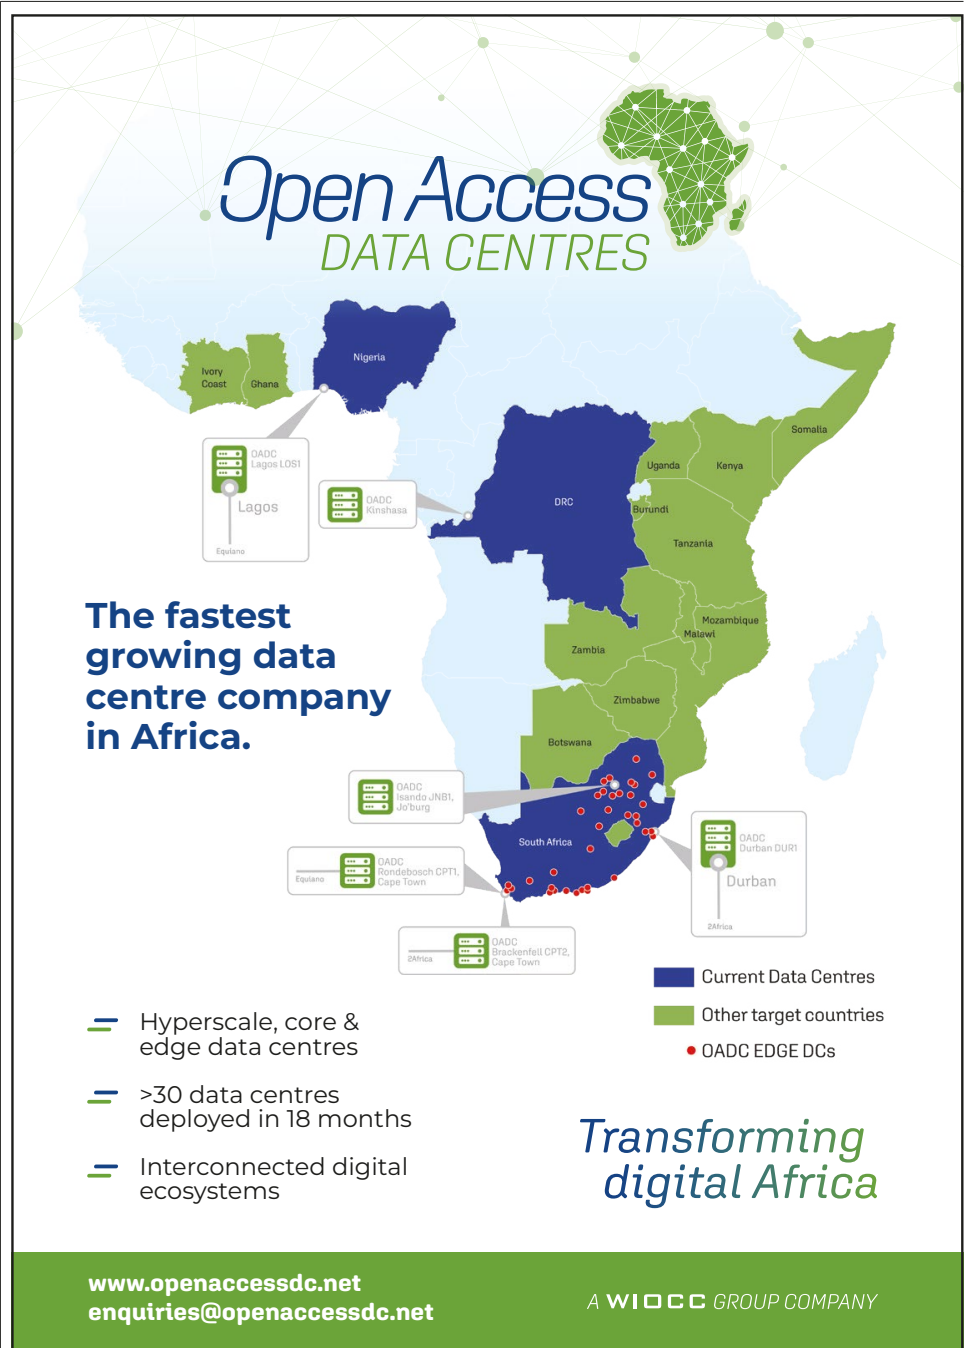 Open Access
DATA CENTRES
Nigeria
Ivory
Coast
Ghana
Somalia
Uganda
Kenya
DRC
Burundi
Tanzania
Mozambique
Malawi
Zambia
Zimbabwe
Botswana
South Africa
OADC
Lagos LOS1
Lagos
Equiano
OADC
Kinshasa
The fastest
growing data
centre company
in Africa.
OADC
Isando JNB1,
Jo'burg
Equiano
OADC
Rondebosch CPT1,
Cape Town
2Africa
OADC
Brackenfell CPT2,
Cape Town
OADC
Durban DUR1
Durban
2Africa
Current Data Centres
Other target countries
OADC EDGE DCs
Hyperscale, core &
edge data centres
>30 data centres
deployed in 18 months
Interconnected digital
ecosystems
Transforming
digital Africa
www.openaccessdc.net
enquiries@openaccessdc.net
A WIOCC GROUP COMPANY